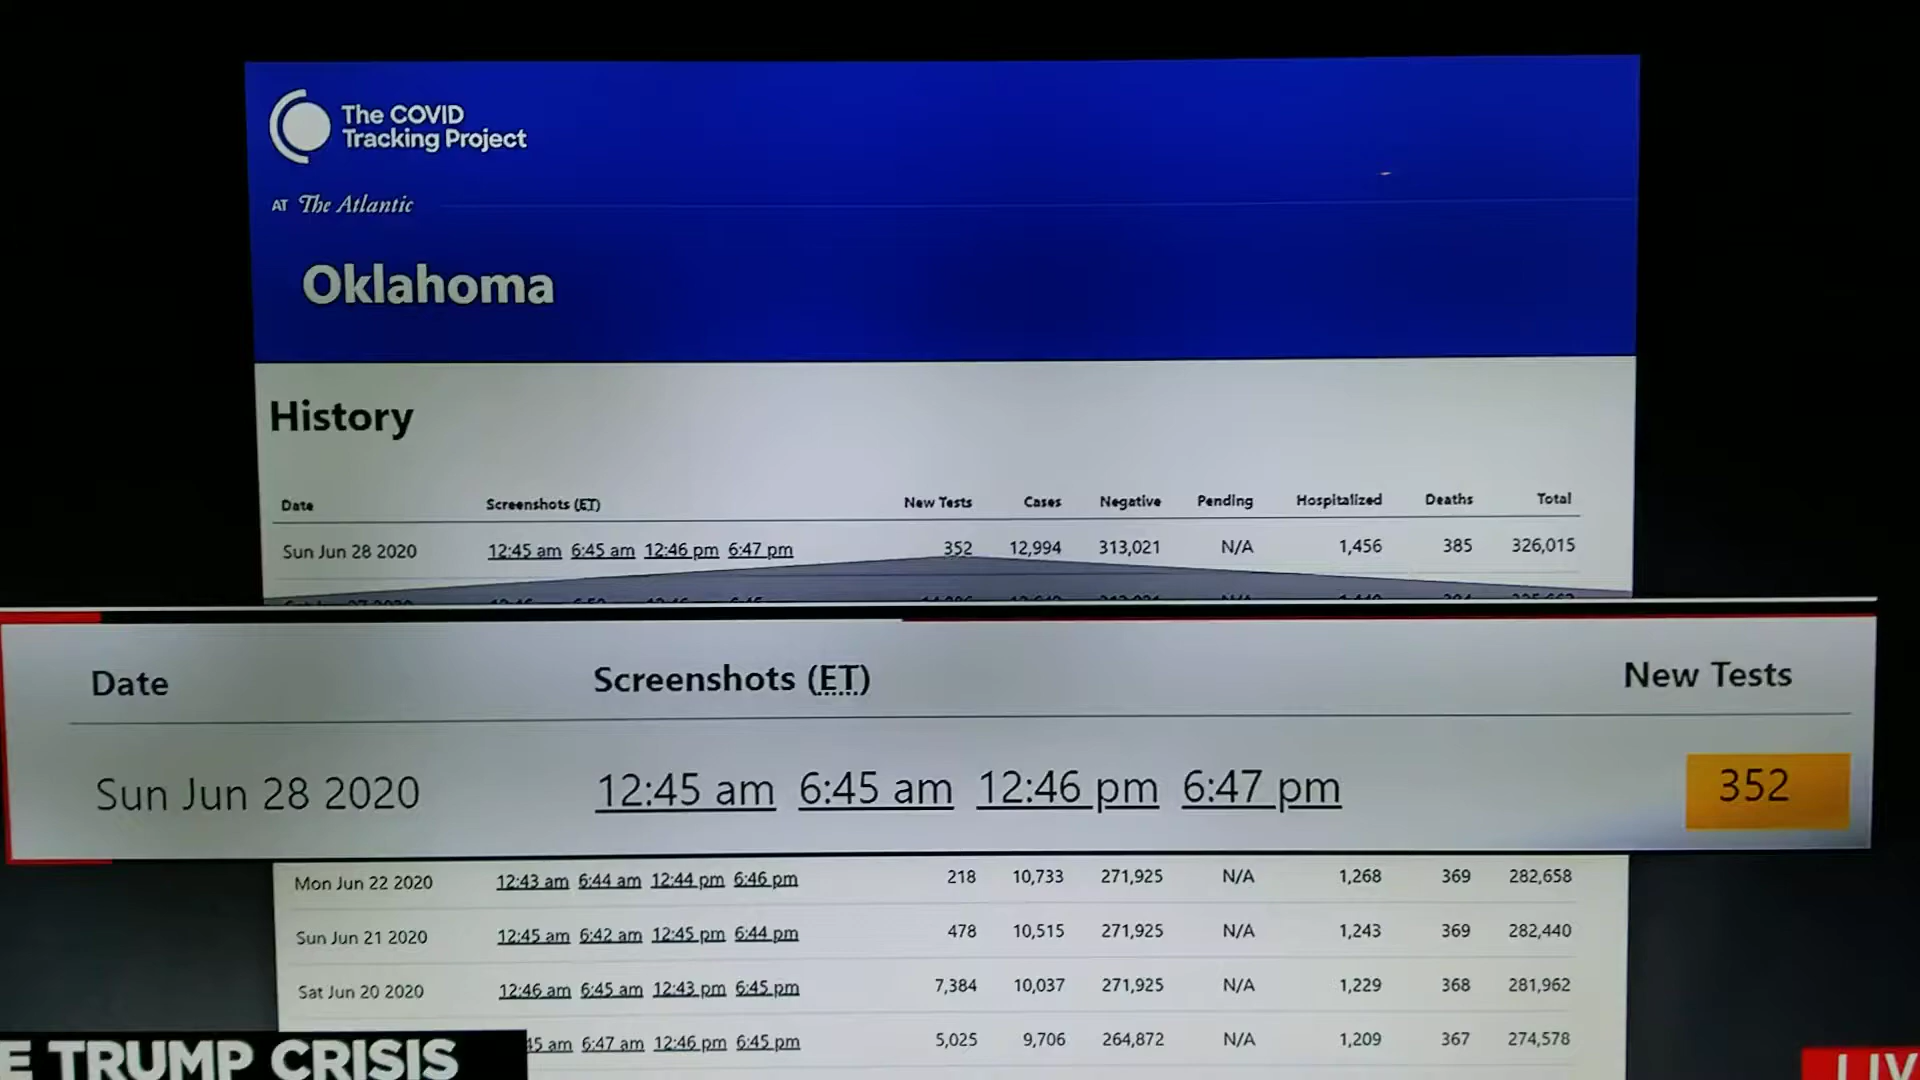 The COVID
Tracking Project
AT The Atlantic
Oklahoma
History
Date Screenshots (ET) New Tests Cases Negative Pending Hospitalized Deaths Total
Sun Jun 28 2020 12:45 am 6:45 am 12:46 pm 6:47 pm 352 12,994 313,021 N/A 1,456 385 326,015
Date Screenshots (ET) New Tests
Sun Jun 28 2020 12:45 am 6:45 am 12:46 pm 6:47 pm 352
Mon Jun 22 2020 12:43 am 6:44 am 12:44 pm 6:46 pm 218 10,733 271,925 N/A 1,268 369 282,658
Sun Jun 21 2020 12:45 am 6:42 am 12:45 pm 6:44 pm 478 10,515 271,925 N/A 1,243 369 282,440
Sat Jun 20 2020 12:46 am 6:45 am 12:43 pm 6:45 pm 7,384 10,037 271,925 N/A 1,229 368 281,962
45 am 6:47 am 12:46 pm 6:45 pm 5,025 9,706 264,872 N/A 1,209 367 274,578
E TRUMP CRISIS
LIV